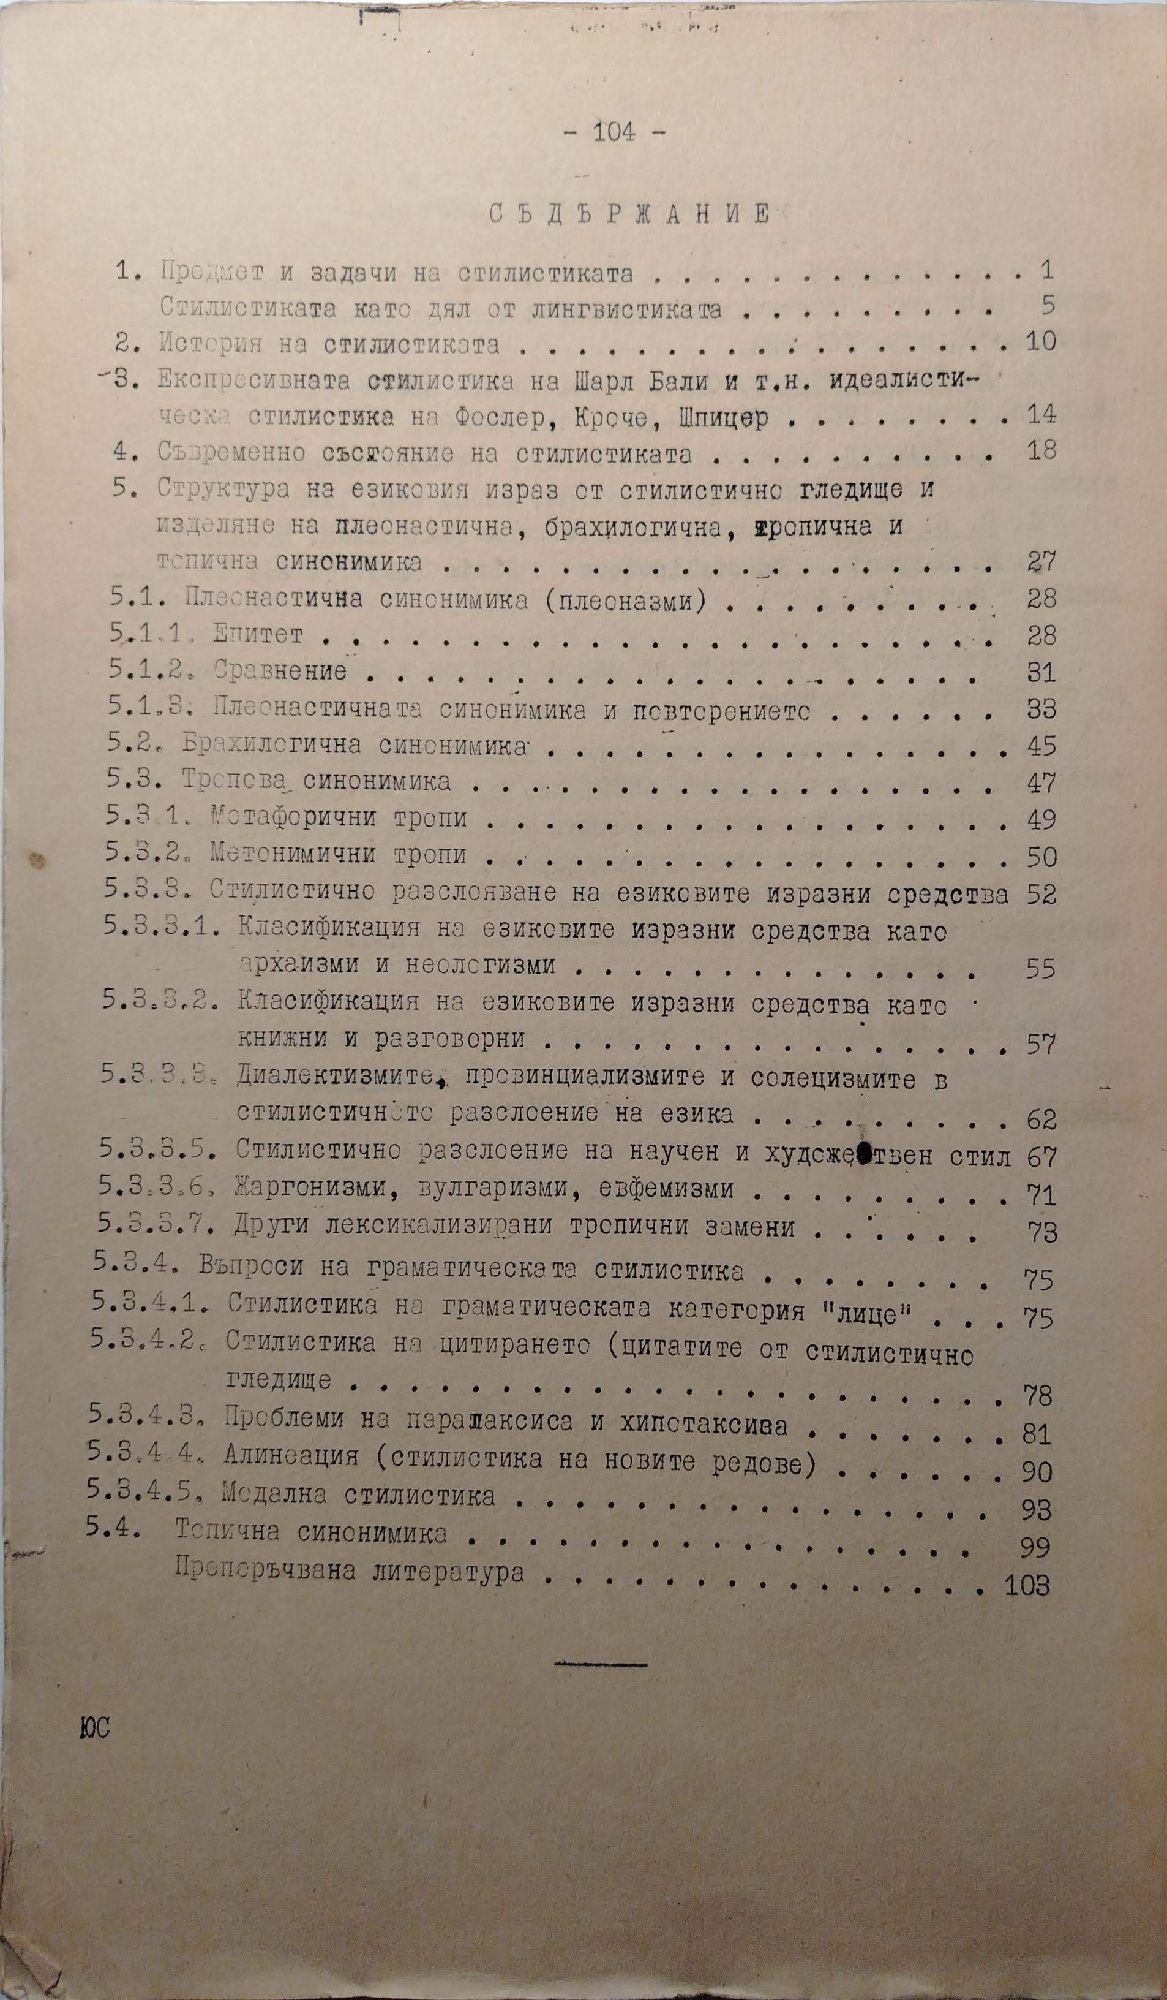 - 104 -
СЪДЪРЖАНИЕ
1. Предмет и задачи на стилистиката . . . . . . . . . . . . . 1
Стилистиката като дял от лингвистиката . . . . . . . . . 5
2. История на стилистиката . . . . . . . . . . . . . . . . . 10
3. Експресивната стилистика на Шарл Бали и т.н. идеалисти-
ческа стилистика на Фослер, Кроче, Шпицер . . . . . . . . 14
4. Съвременно състояние на стилистиката . . . . . . . . . . 18
5. Структура на езиковия израз от стилистично гледище и
изделяне на плеонастична, брахилогична, тропична и
топична синонимика . . . . . . . . . . . . . . . . . . . 27
5.1. Плеонастична синонимика (плеоназми) . . . . . . . . . 28
5.1.1. Епитет . . . . . . . . . . . . . . . . . . . . . . . 28
5.1.2. Сравнение . . . . . . . . . . . . . . . . . . . . . 31
5.1.3. Плеонастичната синонимика и повторението . . . . . . 33
5.2. Брахилогична синонимика . . . . . . . . . . . . . . . . 45
5.3. Тропова синонимика . . . . . . . . . . . . . . . . . . 47
5.3.1. Метафорични тропи . . . . . . . . . . . . . . . . . . 49
5.3.2. Метонимични тропи . . . . . . . . . . . . . . . . . . 50
5.3.3. Стилистично разслояване на езиковите изразни средства 52
5.3.3.1. Класификация на езиковите изразни средства като
архаизми и неологизми . . . . . . . . . . . . . . 55
5.3.3.2. Класификация на езиковите изразни средства като
книжни и разговорни . . . . . . . . . . . . . . . . 57
5.3.3.3. Диалектизмите, провинциализмите и солецизмите в
стилистичното разслоение на езика . . . . . . . . . 62
5.3.3.5. Стилистично разслоение на научен и художествен стил 67
5.3.3.6. Жаргонизми, вулгаризми, евфемизми . . . . . . . . . 71
5.3.3.7. Други лексикализирани тропични замени . . . . . . 73
5.3.4. Въпроси на граматическата стилистика . . . . . . . . 75
5.3.4.1. Стилистика на граматическата категория "лице" . . . 75
5.3.4.2. Стилистика на цитирането (цитатите от стилистично
гледище . . . . . . . . . . . . . . . . . . . . . . 78
5.3.4.3. Проблеми на паратаксиса и хипотаксива . . . . . . . 81
5.3.4.4. Алинеация (стилистика на новите редове) . . . . . . 90
5.3.4.5. Модална стилистика . . . . . . . . . . . . . . . . 93
5.4. Топична синонимика . . . . . . . . . . . . . . . . . 99
Препоръчвана литература . . . . . . . . . . . . . . . 103
ЮС